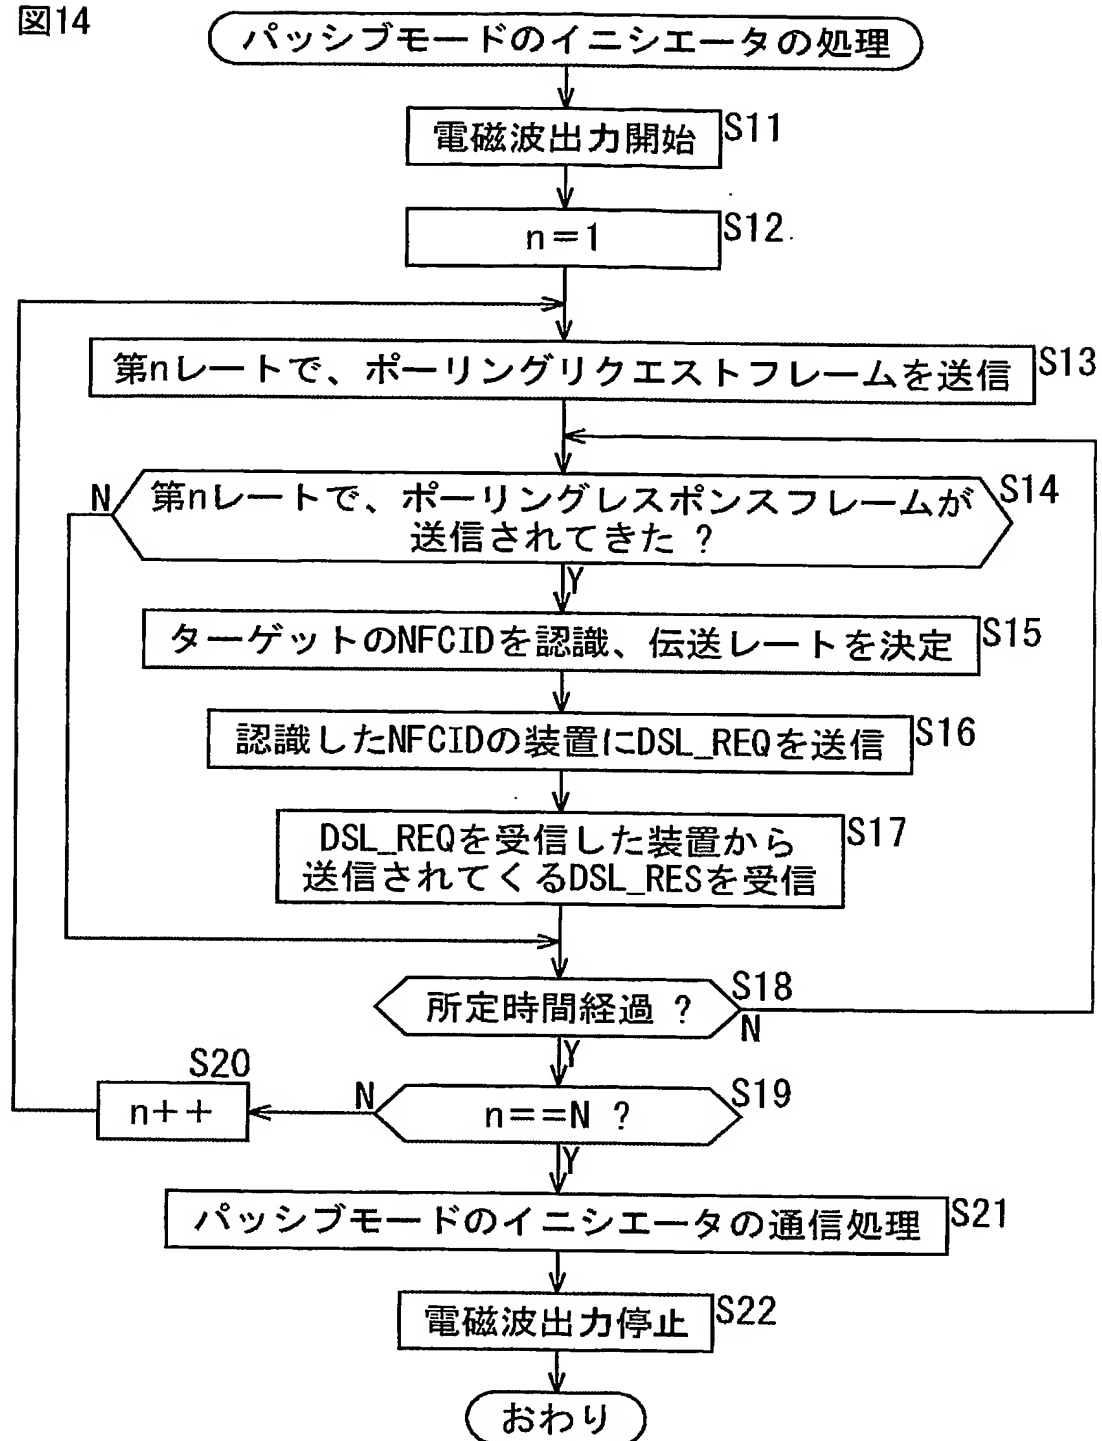 図14
パッシブモードのイニシエータの処理
電磁波出力開始
S11
n=1
S12
第nレートで、ポーリングリクエストフレームを送信
S13
第nレートで、ポーリングレスポンスフレームが
送信されてきた ?
S14
N
Y
ターゲットのNFCIDを認識、伝送レートを決定
S15
認識したNFCIDの装置にDSL_REQを送信
S16
DSL_REQを受信した装置から
送信されてくるDSL_RESを受信
S17
所定時間経過 ?
S18
N
Y
n==N ?
S19
N
S20
n++
Y
パッシブモードのイニシエータの通信処理
S21
電磁波出力停止
S22
おわり